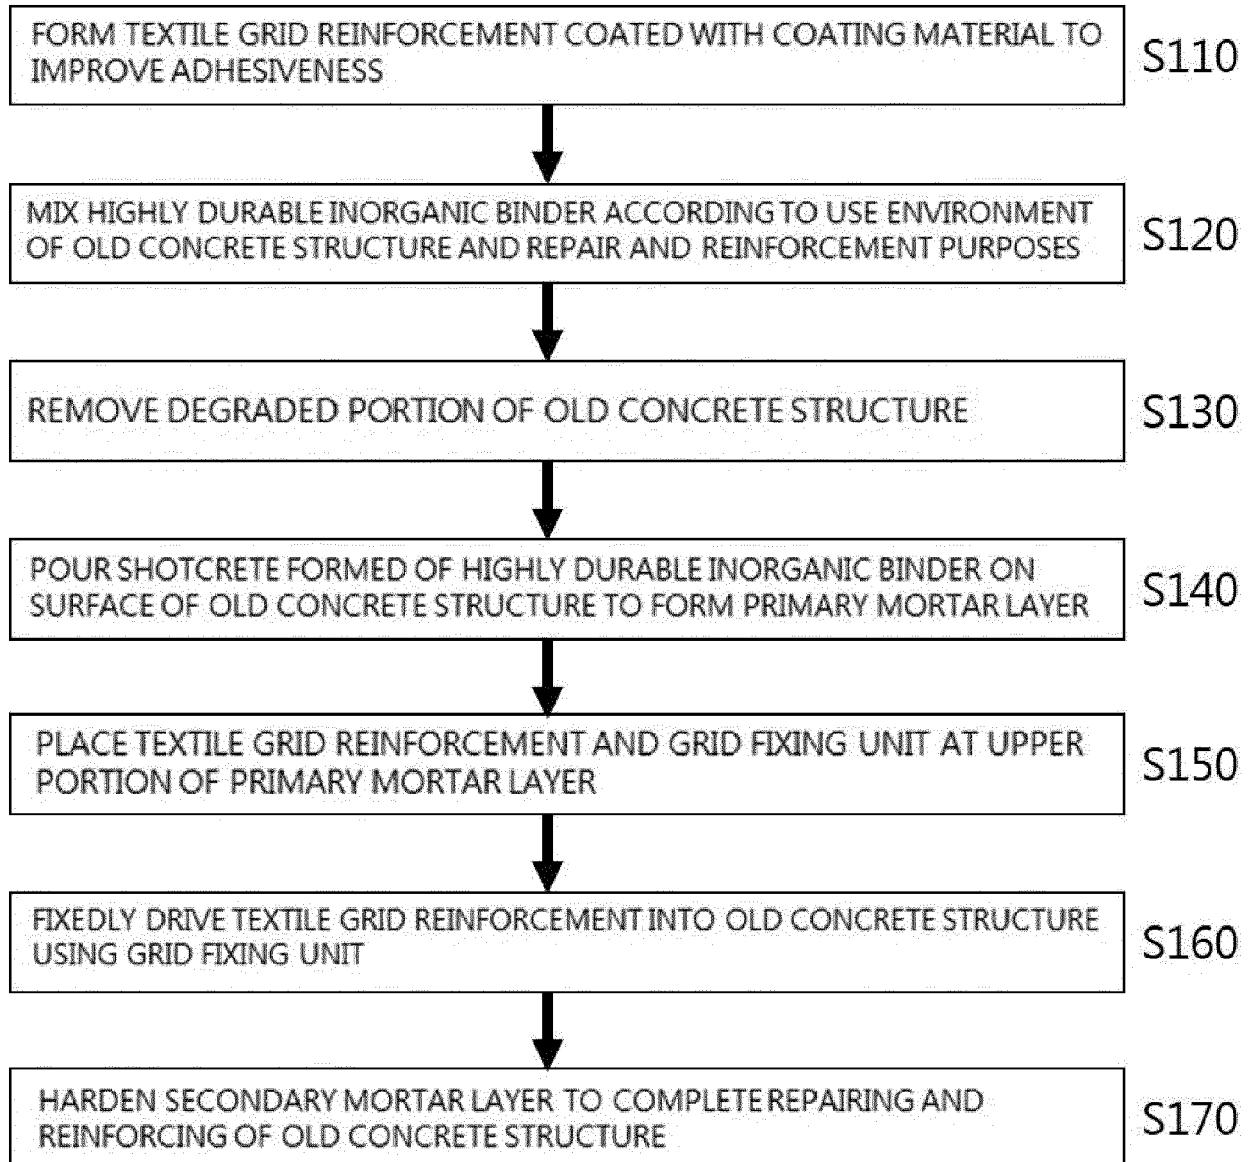 FORM TEXTILE GRID REINFORCEMENT COATED WITH COATING MATERIAL TO
IMPROVE ADHESIVENESS
S110
MIX HIGHLY DURABLE INORGANIC BINDER ACCORDING TO USE ENVIRONMENT
OF OLD CONCRETE STRUCTURE AND REPAIR AND REINFORCEMENT PURPOSES
S120
REMOVE DEGRADED PORTION OF OLD CONCRETE STRUCTURE
S130
POUR SHOTCRETE FORMED OF HIGHLY DURABLE INORGANIC BINDER ON
SURFACE OF OLD CONCRETE STRUCTURE TO FORM PRIMARY MORTAR LAYER
S140
PLACE TEXTILE GRID REINFORCEMENT AND GRID FIXING UNIT AT UPPER
PORTION OF PRIMARY MORTAR LAYER
S150
FIXEDLY DRIVE TEXTILE GRID REINFORCEMENT INTO OLD CONCRETE STRUCTURE
USING GRID FIXING UNIT
S160
HARDEN SECONDARY MORTAR LAYER TO COMPLETE REPAIRING AND
REINFORCING OF OLD CONCRETE STRUCTURE
S170